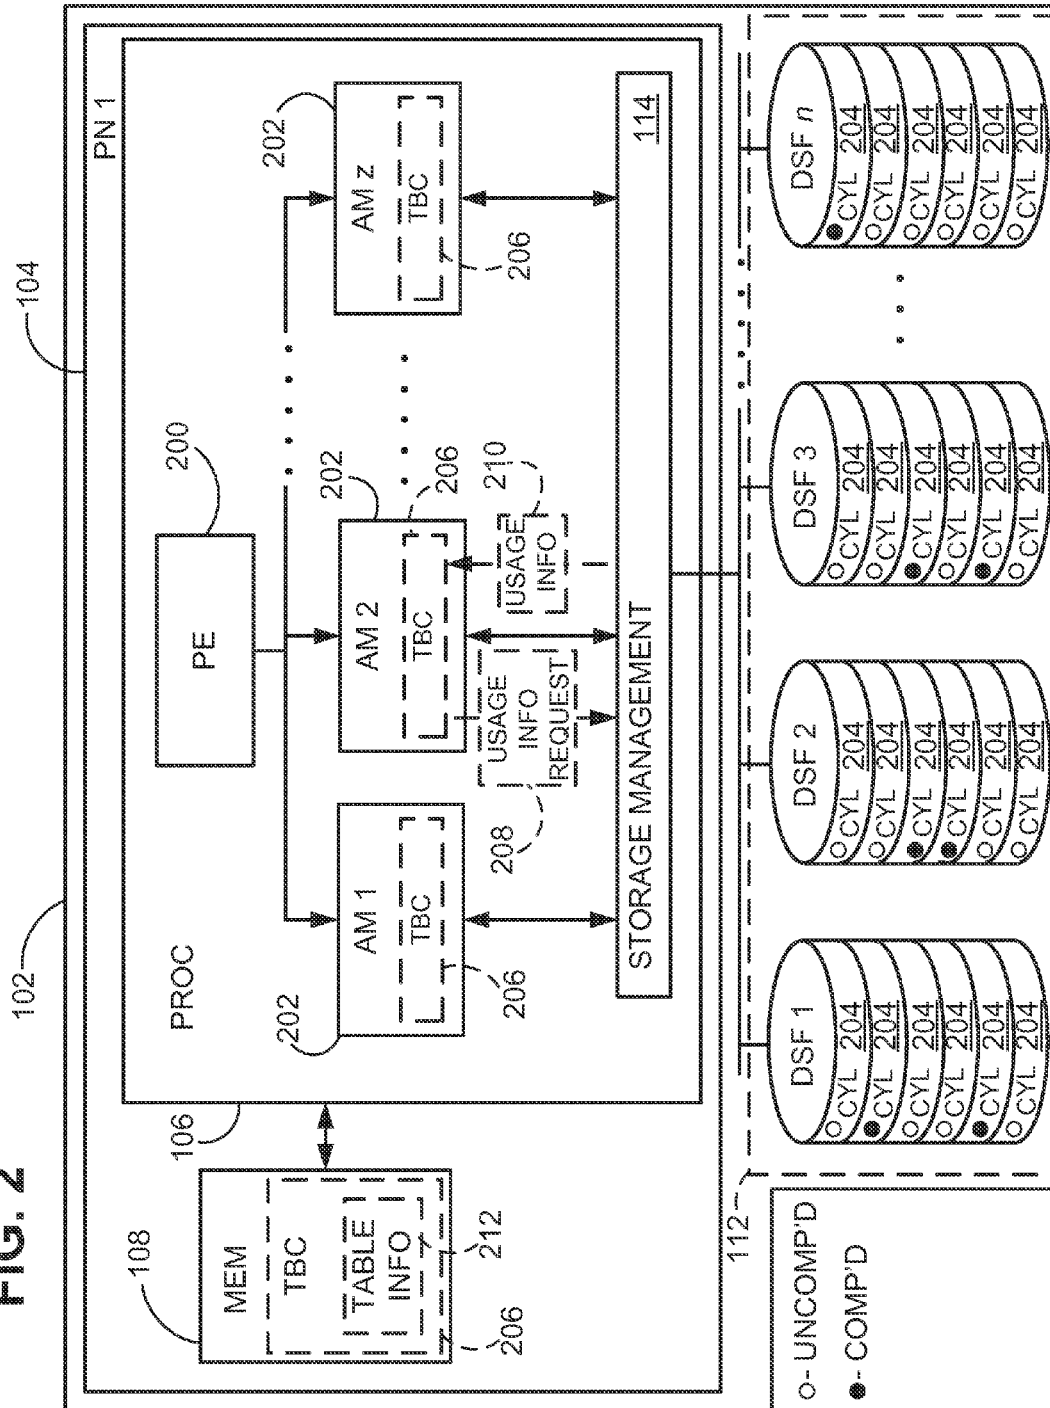 FIG. 2
102
104
PN 1
108
MEM
TBC
TABLE
INFO
206
212
106
PROC
PE
200
202
AM 1
TBC
206
202
AM 2
TBC
206
202
AM z
TBC
206
USAGE
INFO
REQUEST
208
USAGE
INFO
210
STORAGE MANAGEMENT
114
112
DSF 1
CYL 204
CYL 204
CYL 204
CYL 204
CYL 204
CYL 204
DSF 2
CYL 204
CYL 204
CYL 204
CYL 204
CYL 204
CYL 204
DSF 3
CYL 204
CYL 204
CYL 204
CYL 204
CYL 204
CYL 204
DSF n
CYL 204
CYL 204
CYL 204
CYL 204
CYL 204
CYL 204
○- UNCOMP'D
●- COMP'D